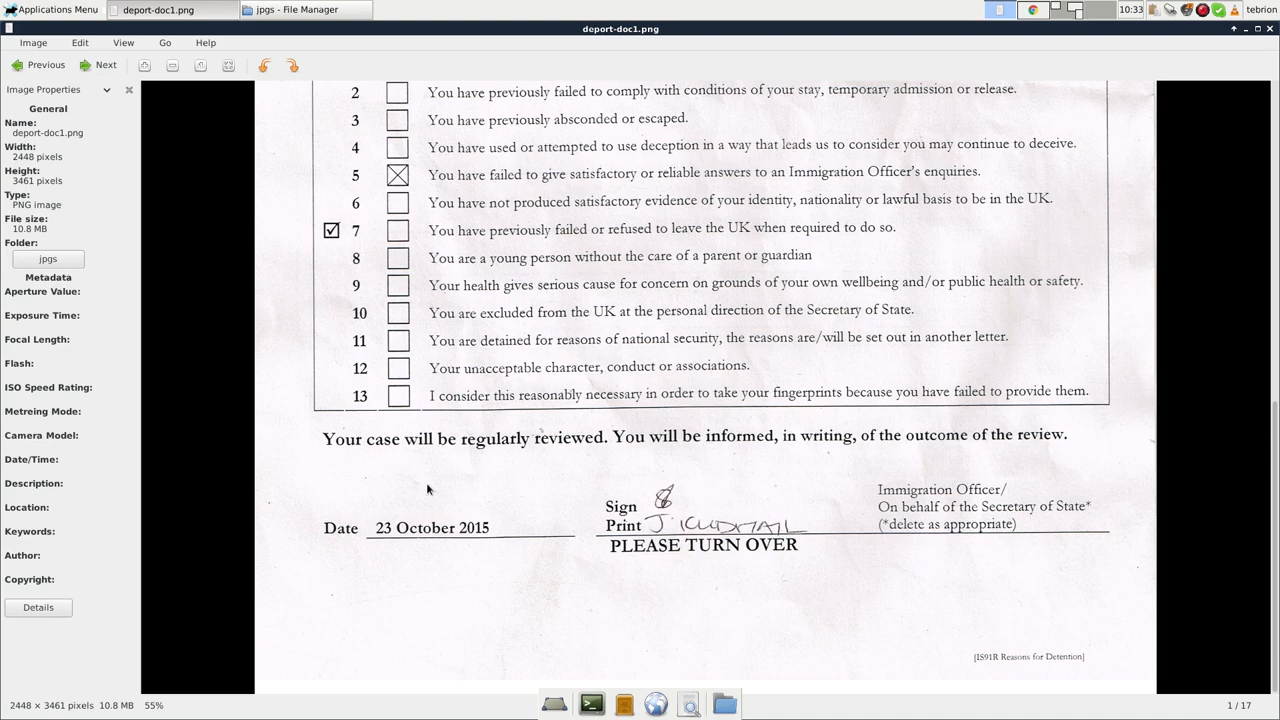 Applications Menu
deport-doc1.png
jpgs - File Manager
10:33
tebrion
deport-doc1.png
Image
Edit
View
Go
Help
Previous
Next
Image Properties
General
Name:
deport-doc1.png
Width:
2448 pixels
Height:
3461 pixels
Type:
PNG image
File size:
10.8 MB
Folder:
jpgs
Metadata
Aperture Value:
Exposure Time:
Focal Length:
Flash:
ISO Speed Rating:
Metreing Mode:
Camera Model:
Date/Time:
Description:
Location:
Keywords:
Author:
Copyright:
Details
2 You have previously failed to comply with conditions of your stay, temporary admission or release.
3 You have previously absconded or escaped.
4 You have used or attempted to use deception in a way that leads us to consider you may continue to deceive.
5 You have failed to give satisfactory or reliable answers to an Immigration Officer's enquiries.
6 You have not produced satisfactory evidence of your identity, nationality or lawful basis to be in the UK.
7 You have previously failed or refused to leave the UK when required to do so.
8 You are a young person without the care of a parent or guardian
9 Your health gives serious cause for concern on grounds of your own wellbeing and/or public health or safety.
10 You are excluded from the UK at the personal direction of the Secretary of State.
11 You are detained for reasons of national security, the reasons are/will be set out in another letter.
12 Your unacceptable character, conduct or associations.
13 I consider this reasonably necessary in order to take your fingerprints because you have failed to provide them.
Your case will be regularly reviewed. You will be informed, in writing, of the outcome of the review.
Date 23 October 2015
Sign
Print J.
Immigration Officer/
On behalf of the Secretary of State*
(*delete as appropriate)
PLEASE TURN OVER
[IS91R Reasons for Detention]
2448 × 3461 pixels 10.8 MB 55%
1 / 17